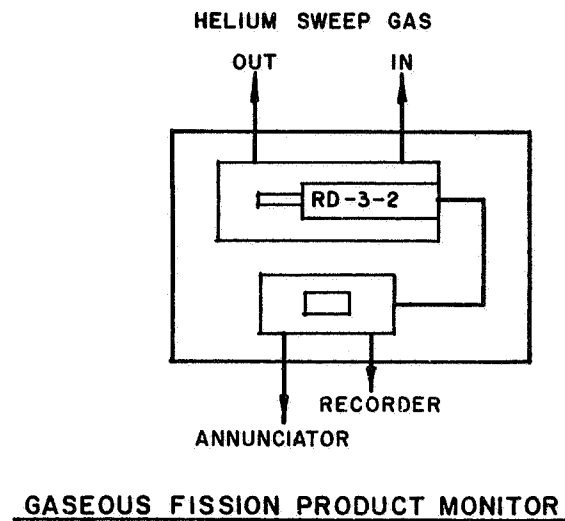 HELIUM SWEEP GAS
OUT IN
RD-3-2
RECORDER
ANNUNCIATOR
GASEOUS FISSION PRODUCT MONITOR